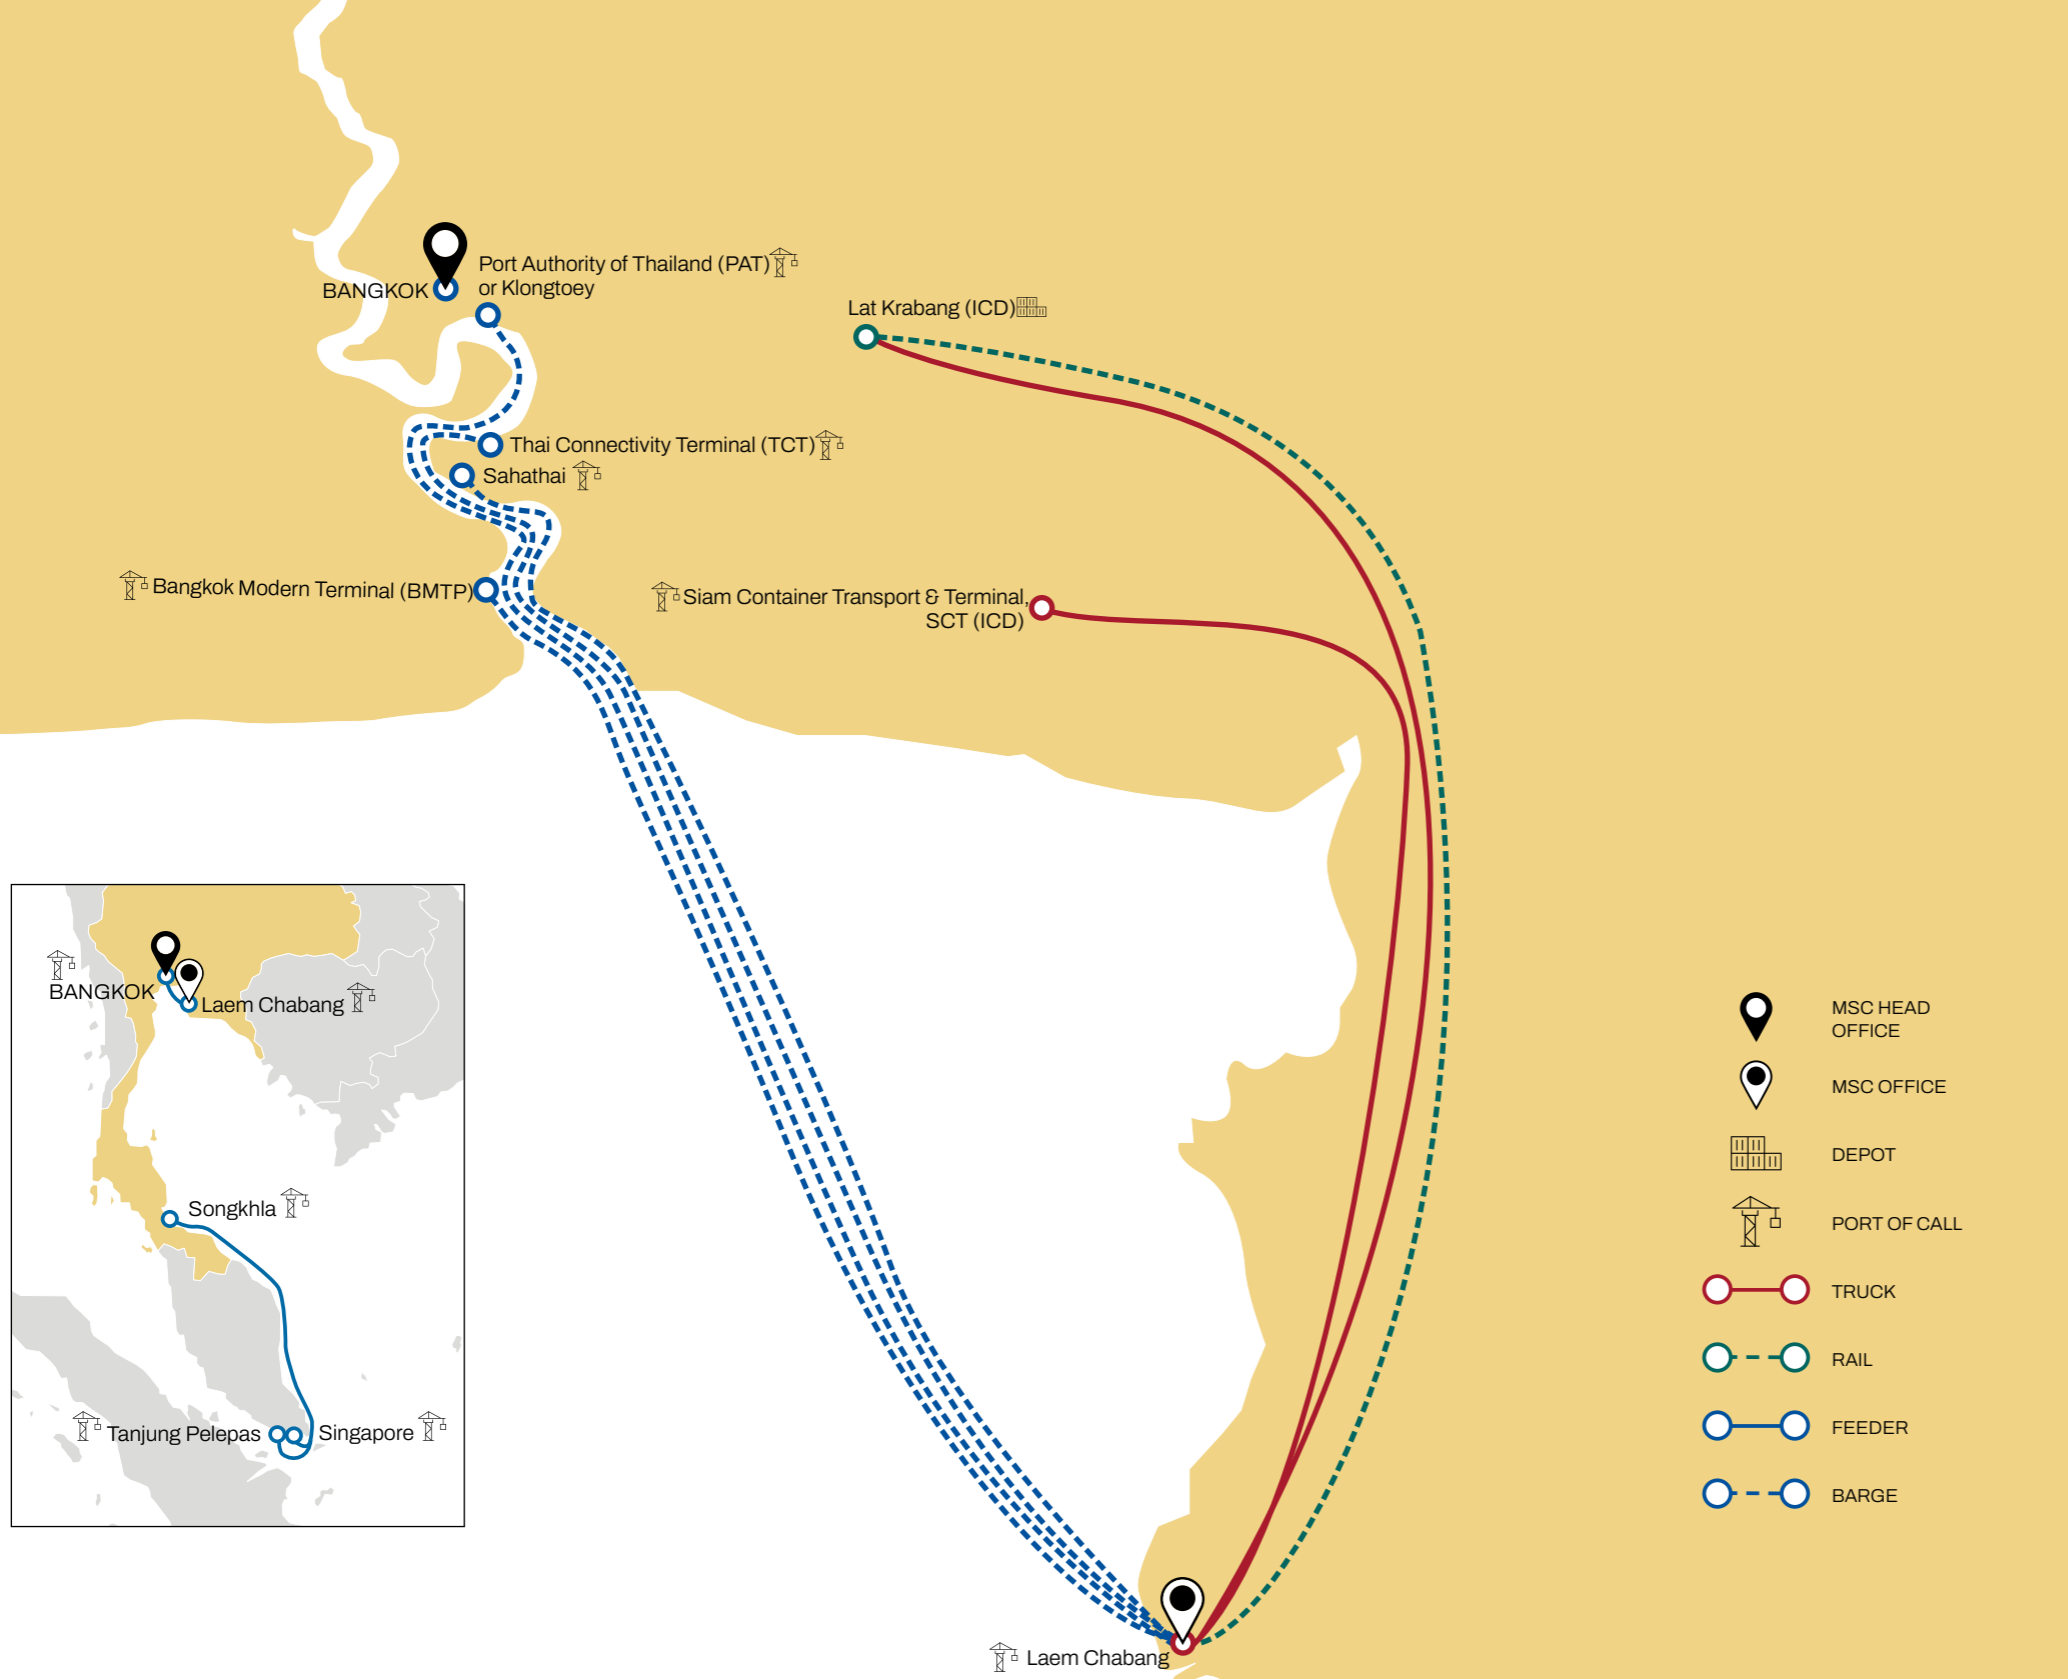 Port Authority of Thailand (PAT)
or Klongtoey
BANGKOK
Lat Krabang (ICD)
Thai Connectivity Terminal (TCT)
Sahathai
Bangkok Modern Terminal (BMTP)
Siam Container Transport & Terminal,
SCT (ICD)
Laem Chabang
BANGKOK
Laem Chabang
Songkhla
Tanjung Pelepas
Singapore
MSC HEAD
OFFICE
MSC OFFICE
DEPOT
PORT OF CALL
TRUCK
RAIL
FEEDER
BARGE